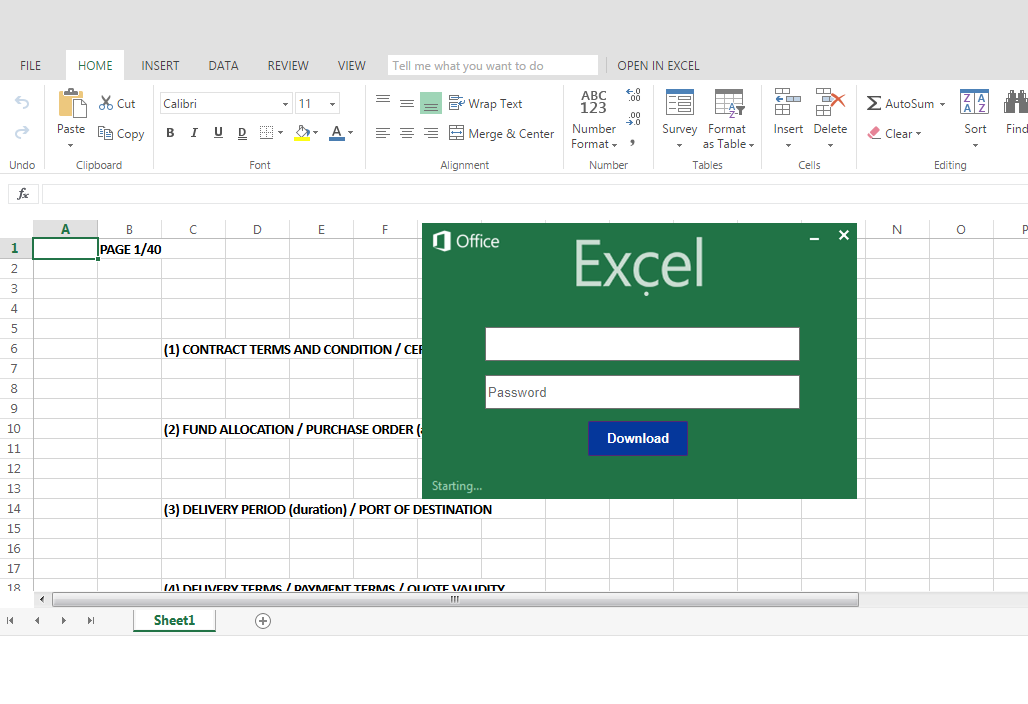 FILE HOME INSERT DATA REVIEW VIEW Tell me what you want to do OPEN IN EXCEL
Cut Calibri 11 Wrap Text ABC 123 AutoSum
Paste Copy B I U D A Merge & Center Number Format Survey Format as Table Insert Delete Clear Sort Find
Undo Clipboard Font Alignment Number Tables Cells Editing
fx
A B C D E F N O P
1 PAGE 1/40
2
3
4
5
6 (1) CONTRACT TERMS AND CONDITION /
7
8
9
10 (2) FUND ALLOCATION / PURCHASE ORDER
11
12
13
14 (3) DELIVERY PERIOD (duration) / PORT OF DESTINATION
15
16
17
18 (4) DELIVERY TERMS / PAYMENT TERMS / QUOTE VALIDITY
Office
Excel
Password
Download
Starting...
Sheet1